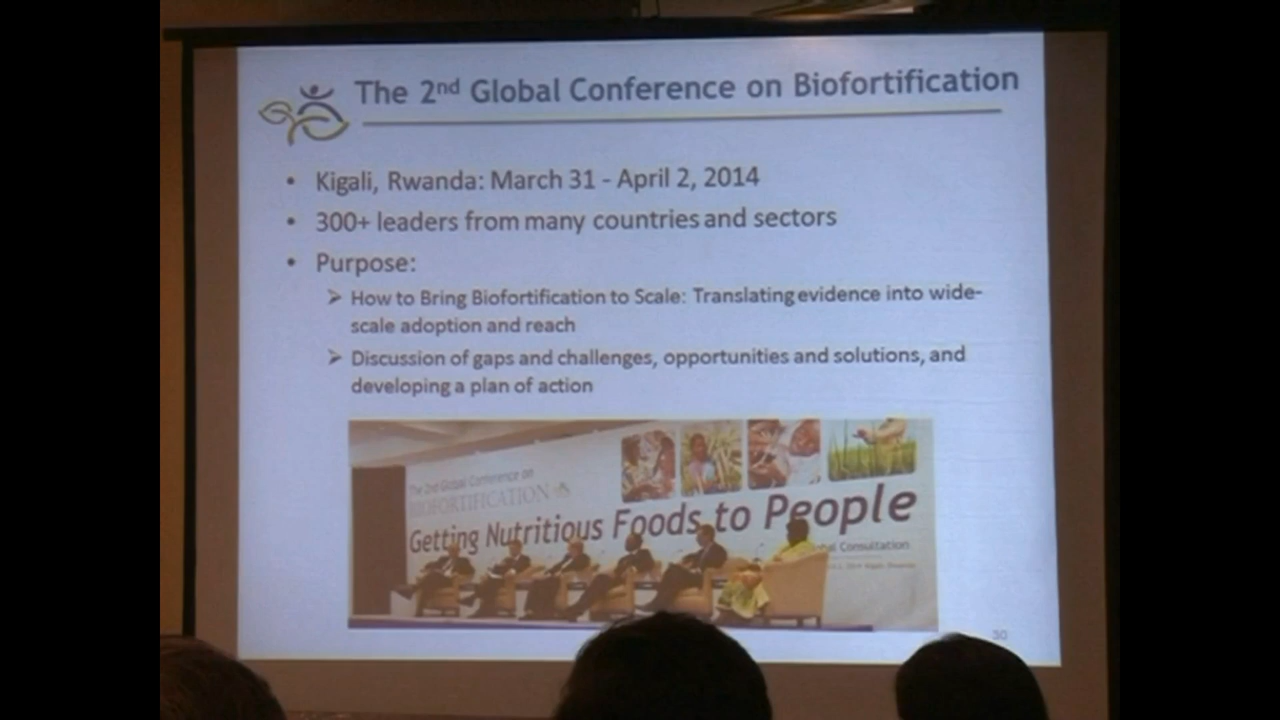 The 2nd Global Conference on Biofortification
• Kigali, Rwanda: March 31 - April 2, 2014
• 300+ leaders from many countries and sectors
• Purpose:
➢ How to Bring Biofortification to Scale: Translating evidence into wide-
scale adoption and reach
➢ Discussion of gaps and challenges, opportunities and solutions, and
developing a plan of action
The 2nd Global Conference on
BIOFORTIFICATION
Getting Nutritious Foods to People
Consultation
30